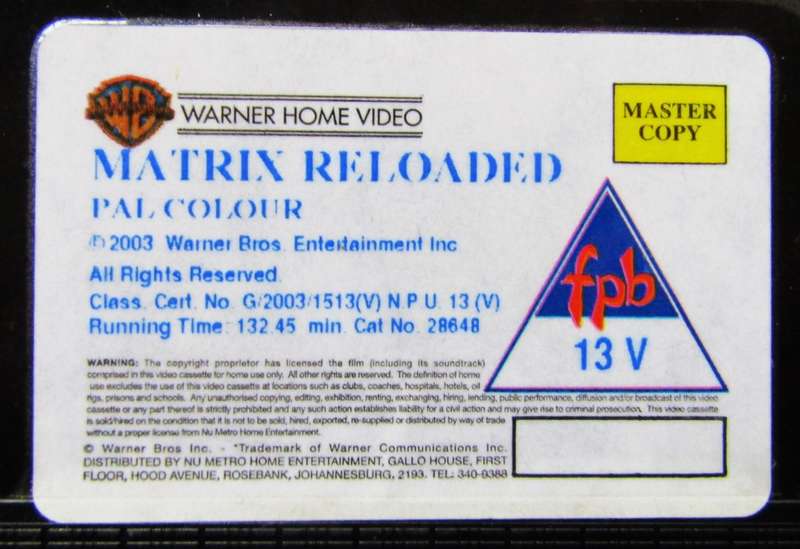 WB
WARNER HOME VIDEO
MASTER
COPY
MATRIX RELOADED
PAL COLOUR
© 2003 Warner Bros. Entertainment Inc
All Rights Reserved.
Class. Cert. No. G/2003/1513(V) N.P.U. 13 (V)
Running Time: 132.45 min. Cat No. 28648
fpb
13 V
WARNING: The copyright proprietor has licensed the film (including its soundtrack)
comprised in this video cassette for home use only. All other rights are reserved. The definition of home
use excludes the use of this video cassette at locations such as clubs, coaches, hospitals, hotels, oil
rigs, prisons and schools. Any unauthorised copying, editing, exhibition, renting, exchanging, hiring, lending, public performance, diffusion and/or broadcast of this video
cassette or any part thereof is strictly prohibited and any such action establishes liability for a civil action and may give rise to criminal prosecution. This video cassette
is sold/hired on the condition that it is not to be sold, hired, exported, re-supplied or distributed by way of trade
without a proper license from Nu Metro Home Entertainment.
© Warner Bros Inc. - *Trademark of Warner Communications Inc.
DISTRIBUTED BY NU METRO HOME ENTERTAINMENT, GALLO HOUSE, FIRST
FLOOR, HOOD AVENUE, ROSEBANK, JOHANNESBURG, 2193. TEL: 340-9388